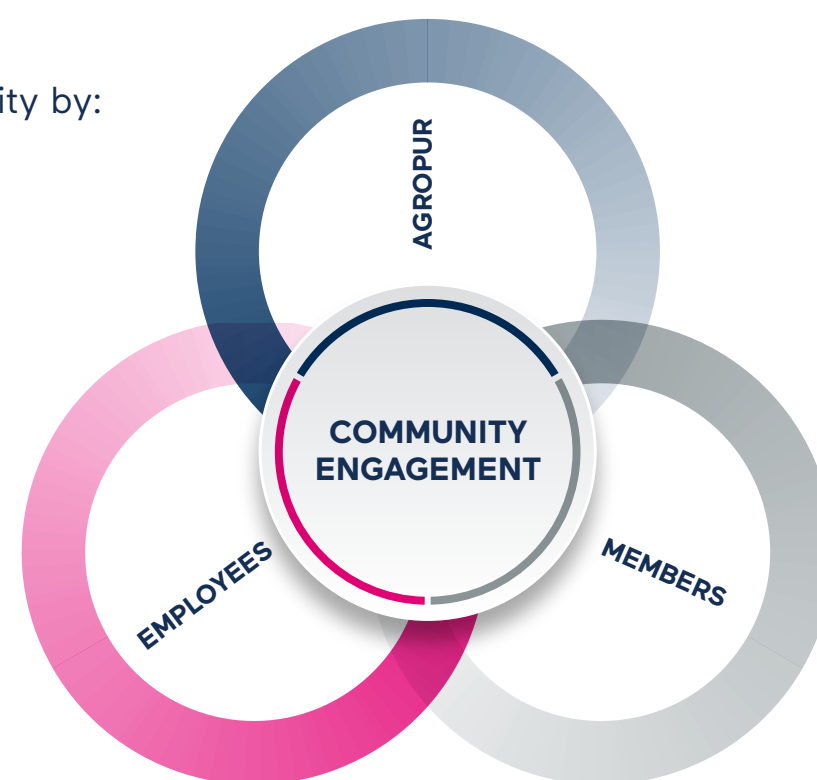 ity by:
AGROPUR
COMMUNITY
ENGAGEMENT
EMPLOYEES
MEMBERS